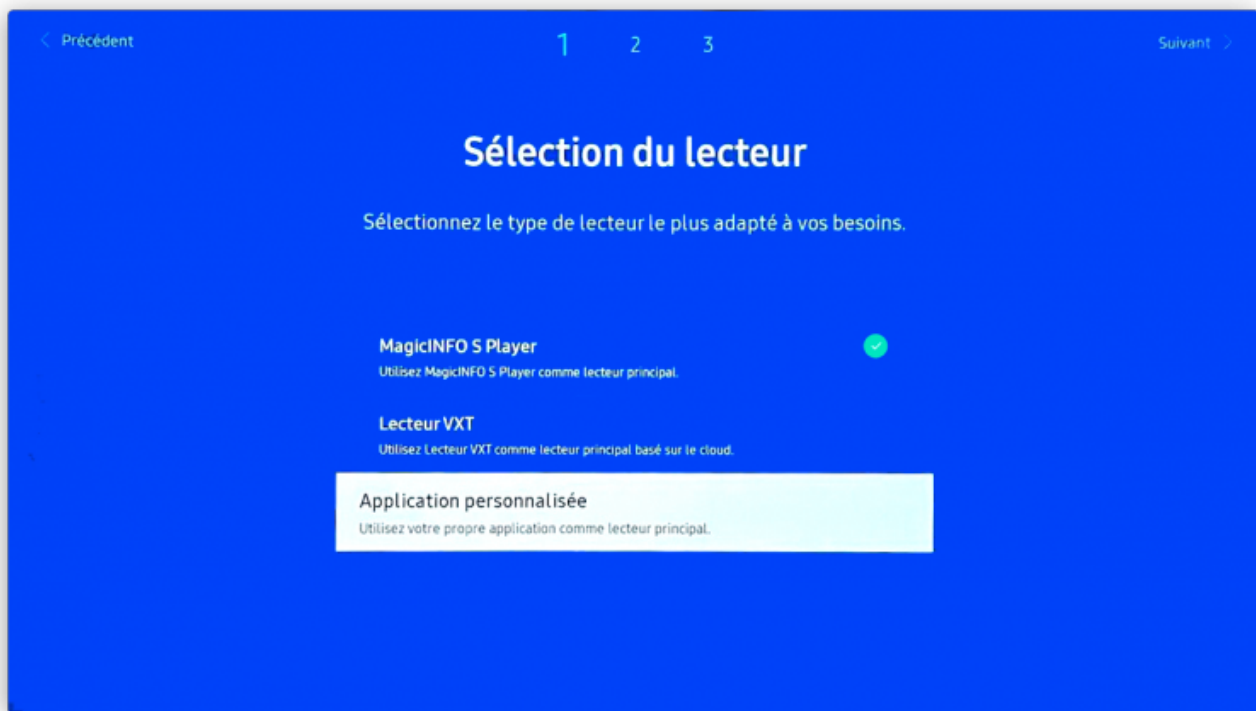 Précédent
1 2 3
Suivant
Sélection du lecteur
Sélectionnez le type de lecteur le plus adapté à vos besoins.
MagicINFO S Player
Utilisez MagicINFO S Player comme lecteur principal.
Lecteur VXT
Utilisez Lecteur VXT comme lecteur principal basé sur le cloud.
Application personnalisée
Utilisez votre propre application comme lecteur principal.